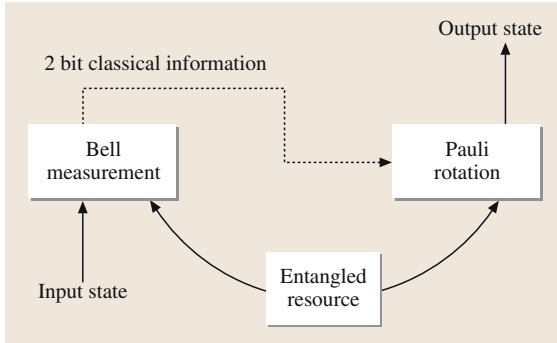 Output state
2 bit classical information
Bell
measurement
Pauli
rotation
Entangled
resource
Input state